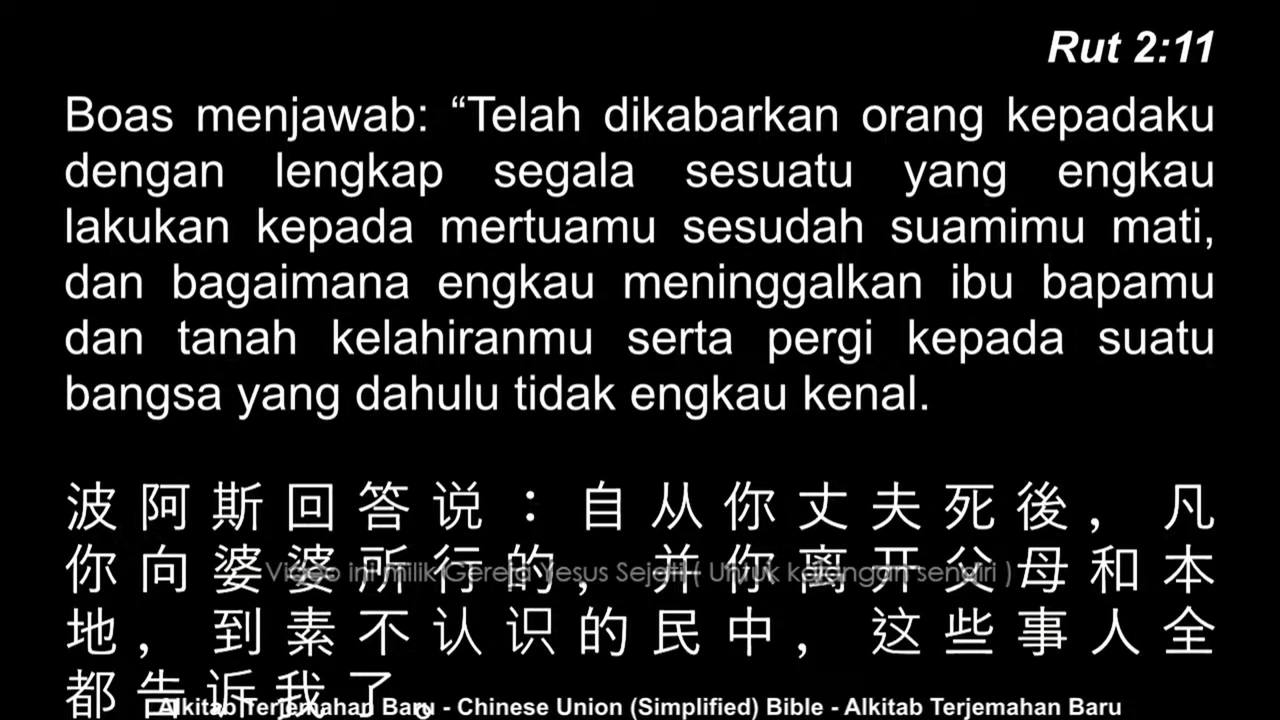 Rut 2:11
Boas menjawab: “Telah dikabarkan orang kepadaku
dengan lengkap segala sesuatu yang engkau
lakukan kepada mertuamu sesudah suamimu mati,
dan bagaimana engkau meninggalkan ibu bapamu
dan tanah kelahiranmu serta pergi kepada suatu
bangsa yang dahulu tidak engkau kenal.
波阿斯回答说：自从你丈夫死後，凡
你向婆婆所行的，并你离开父母和本
地，到素不认识的民中，这些事人全
都告诉我了。
Video ini milik Gereja Yesus Sejati ( Untuk kalangan sendiri )
Alkitab Terjemahan Baru - Chinese Union (Simplified) Bible - Alkitab Terjemahan Baru